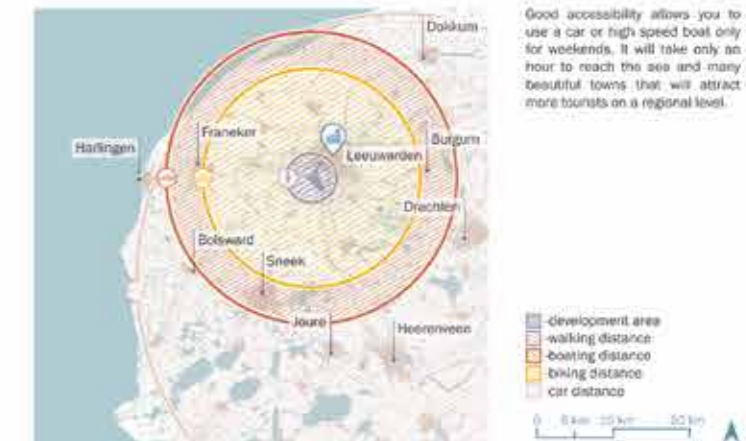 Dokkum
Harlingen
Franeker
Leeuwarden
Burgum
Drachten
Bolsward
Sneek
Joure
Heerenveen
Good accessibility allows you to
use a car or high speed boat only
for weekends. It will take only an
hour to reach the sea and many
beautiful towns that will attract
more tourists on a regional level.
-development area
-walking distance
-boating distance
-biking distance
car distance
0 5 km 10 km 20 km